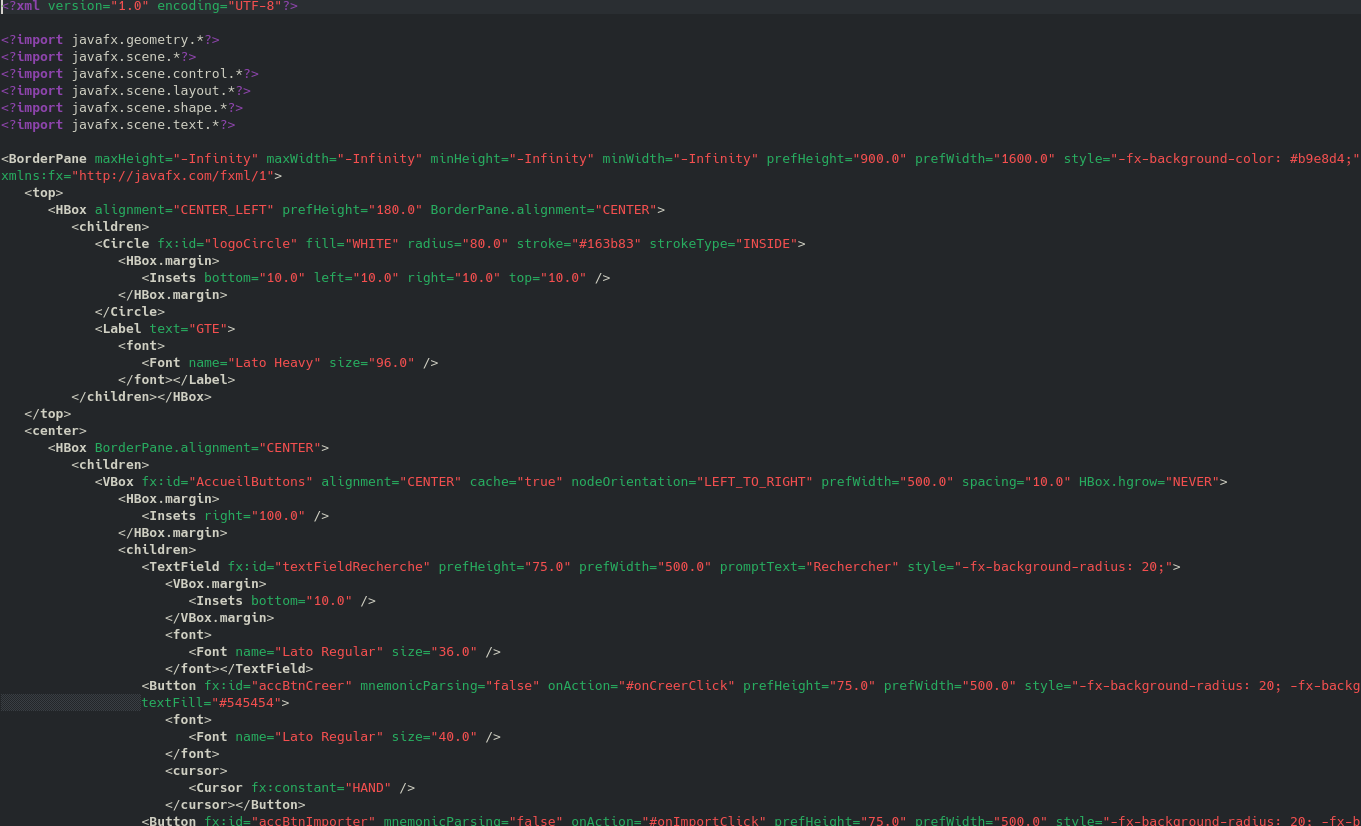 <?xml version="1.0" encoding="UTF-8"?>
<?import javafx.geometry.*?>
<?import javafx.scene.*?>
<?import javafx.scene.control.*?>
<?import javafx.scene.layout.*?>
<?import javafx.scene.shape.*?>
<?import javafx.scene.text.*?>
<BorderPane maxHeight="-Infinity" maxWidth="-Infinity" minHeight="-Infinity" minWidth="-Infinity" prefHeight="900.0" prefWidth="1600.0" style="-fx-background-color: #b9e8d4;"
xmlns:fx="http://javafx.com/fxml/1">
<top>
<HBox alignment="CENTER_LEFT" prefHeight="180.0" BorderPane.alignment="CENTER">
<children>
<Circle fx:id="logoCircle" fill="WHITE" radius="80.0" stroke="#163b83" strokeType="INSIDE">
<HBox.margin>
<Insets bottom="10.0" left="10.0" right="10.0" top="10.0" />
</HBox.margin>
</Circle>
<Label text="GTE">
<font>
<Font name="Lato Heavy" size="96.0" />
</font></Label>
</children></HBox>
</top>
<center>
<HBox BorderPane.alignment="CENTER">
<children>
<VBox fx:id="AccueilButtons" alignment="CENTER" cache="true" nodeOrientation="LEFT_TO_RIGHT" prefWidth="500.0" spacing="10.0" HBox.hgrow="NEVER">
<HBox.margin>
<Insets right="100.0" />
</HBox.margin>
<children>
<TextField fx:id="textFieldRecherche" prefHeight="75.0" prefWidth="500.0" promptText="Rechercher" style="-fx-background-radius: 20;">
<VBox.margin>
<Insets bottom="10.0" />
</VBox.margin>
<font>
<Font name="Lato Regular" size="36.0" />
</font></TextField>
<Button fx:id="accBtnCreer" mnemonicParsing="false" onAction="#onCreerClick" prefHeight="75.0" prefWidth="500.0" style="-fx-background-radius: 20; -fx-backg
textFill="#545454">
<font>
<Font name="Lato Regular" size="40.0" />
</font>
<cursor>
<Cursor fx:constant="HAND" />
</cursor></Button>
<Button fx:id="accBtnImporter" mnemonicParsing="false" onAction="#onImportClick" prefHeight="75.0" prefWidth="500.0" style="-fx-background-radius: 20; -fx-b